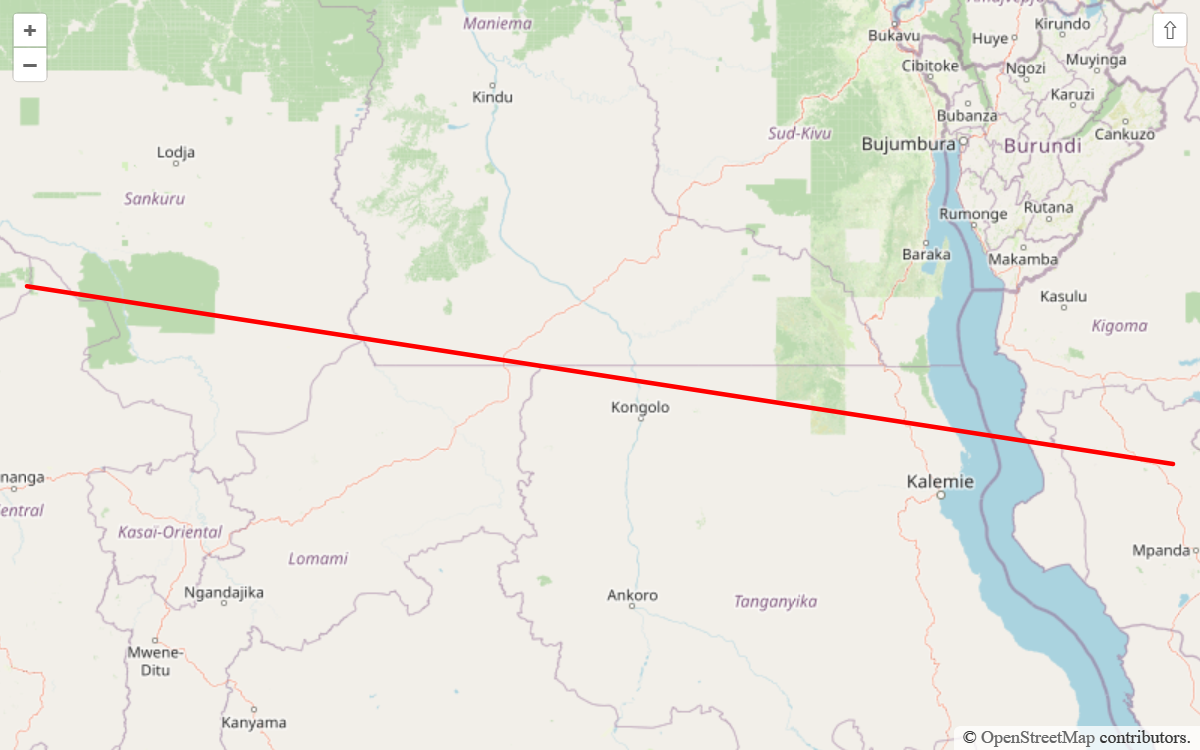 +
−
⇧
Maniema
Kirundo
Bukavu
Huye
Cibitoke
Muyinga
Ngozi
Kindu
Karuzi
Bubanza
Sud-Kivu
Cankuzo
Bujumbura
Burundi
Lodja
Sankuru
Rutana
Rumonge
Baraka
Makamba
Kasulu
Kigoma
Kongolo
nanga
Kalemie
entral
Kasaï-Oriental
Mpanda
Lomami
Ngandajika
Ankoro
Tanganyika
Mwene-
Ditu
Kanyama
© OpenStreetMap contributors.